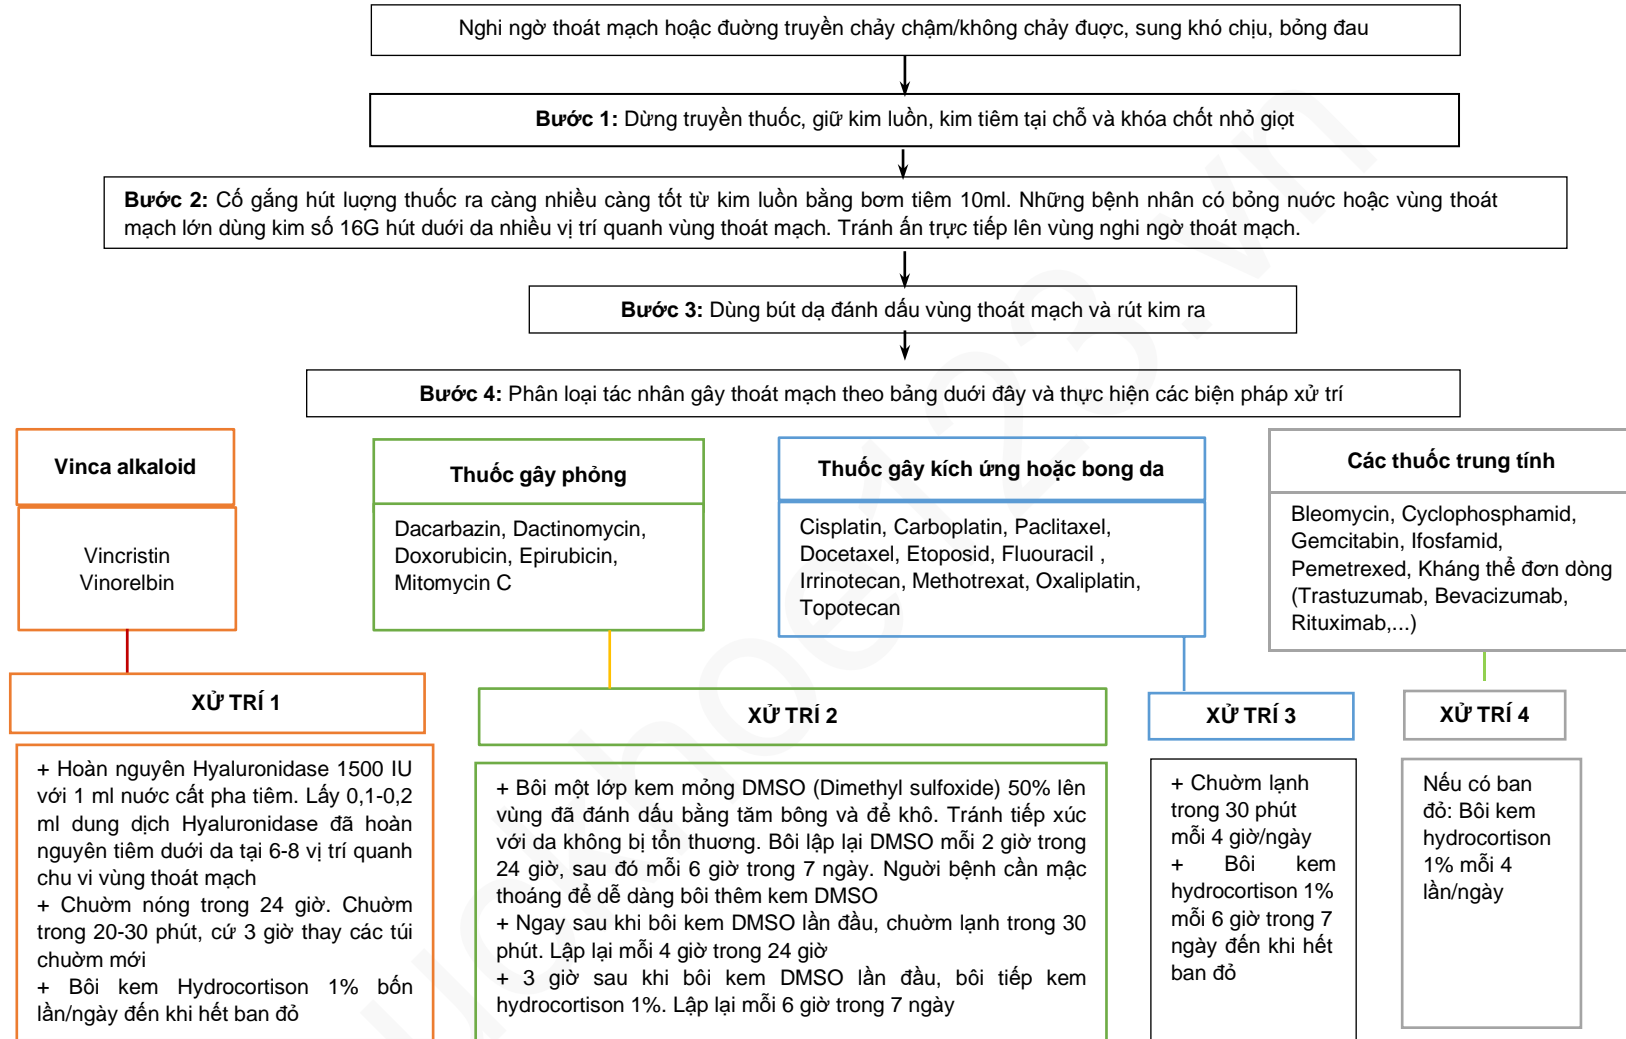 Nghi ngờ thoát mạch hoặc đuờng truyền chảy chậm/không chảy đuợc, sung khó chịu, bỏng đau
Bước 1: Dừng truyền thuốc, giữ kim luồn, kim tiêm tại chỗ và khóa chốt nhỏ giọt
Bước 2: Cố gắng hút luợng thuốc ra càng nhiều càng tốt từ kim luồn bằng bơm tiêm 10ml. Những bệnh nhân có bỏng nuớc hoặc vùng thoát
mạch lớn dùng kim số 16G hút duới da nhiều vị trí quanh vùng thoát mạch. Tránh ấn trực tiếp lên vùng nghi ngờ thoát mạch.
Bước 3: Dùng bút dạ đánh dấu vùng thoát mạch và rút kim ra
Bước 4: Phân loại tác nhân gây thoát mạch theo bảng duới đây và thực hiện các biện pháp xử trí
Vinca alkaloid
Vincristin
Vinorelbin
Thuốc gây phỏng
Dacarbazin, Dactinomycin,
Doxorubicin, Epirubicin,
Mitomycin C
Thuốc gây kích ứng hoặc bong da
Cisplatin, Carboplatin, Paclitaxel,
Docetaxel, Etoposid, Fluouracil ,
Irrinotecan, Methotrexat, Oxaliplatin,
Topotecan
Các thuốc trung tính
Bleomycin, Cyclophosphamid,
Gemcitabin, Ifosfamid,
Pemetrexed, Kháng thể đơn dòng
(Trastuzumab, Bevacizumab,
Rituximab,...)
XỬ TRÍ 1
+ Hoàn nguyên Hyaluronidase 1500 IU
với 1 ml nuớc cất pha tiêm. Lấy 0,1-0,2
ml dung dịch Hyaluronidase đã hoàn
nguyên tiêm duới da tại 6-8 vị trí quanh
chu vi vùng thoát mạch
+ Chuờm nóng trong 24 giờ. Chuờm
trong 20-30 phút, cứ 3 giờ thay các túi
chuờm mới
+ Bôi kem Hydrocortison 1% bốn
lần/ngày đến khi hết ban đỏ
XỬ TRÍ 2
+ Bôi một lớp kem mỏng DMSO (Dimethyl sulfoxide) 50% lên
vùng đã đánh dấu bằng tăm bông và để khô. Tránh tiếp xúc
với da không bị tổn thuơng. Bôi lập lại DMSO mỗi 2 giờ trong
24 giờ, sau đó mỗi 6 giờ trong 7 ngày. Nguời bệnh cần mặc
thoáng để dễ dàng bôi thêm kem DMSO
+ Ngay sau khi bôi kem DMSO lần đầu, chuờm lạnh trong 30
phút. Lập lại mỗi 4 giờ trong 24 giờ
+ 3 giờ sau khi bôi kem DMSO lần đầu, bôi tiếp kem
hydrocortison 1%. Lập lại mỗi 6 giờ trong 7 ngày
XỬ TRÍ 3
+ Chuờm lạnh
trong 30 phút
mỗi 4 giờ/ngày
+ Bôi kem
hydrocortison 1%
mỗi 6 giờ trong 7
ngày đến khi hết
ban đỏ
XỬ TRÍ 4
Nếu có ban
đỏ: Bôi kem
hydrocortison
1% mỗi 4
lần/ngày